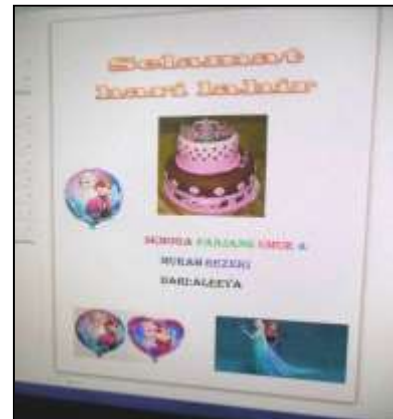 Selamat
hari lahir
SEMOGA PANJANG UMUR &
MURAH REZEKI
DARI:ALEEYA